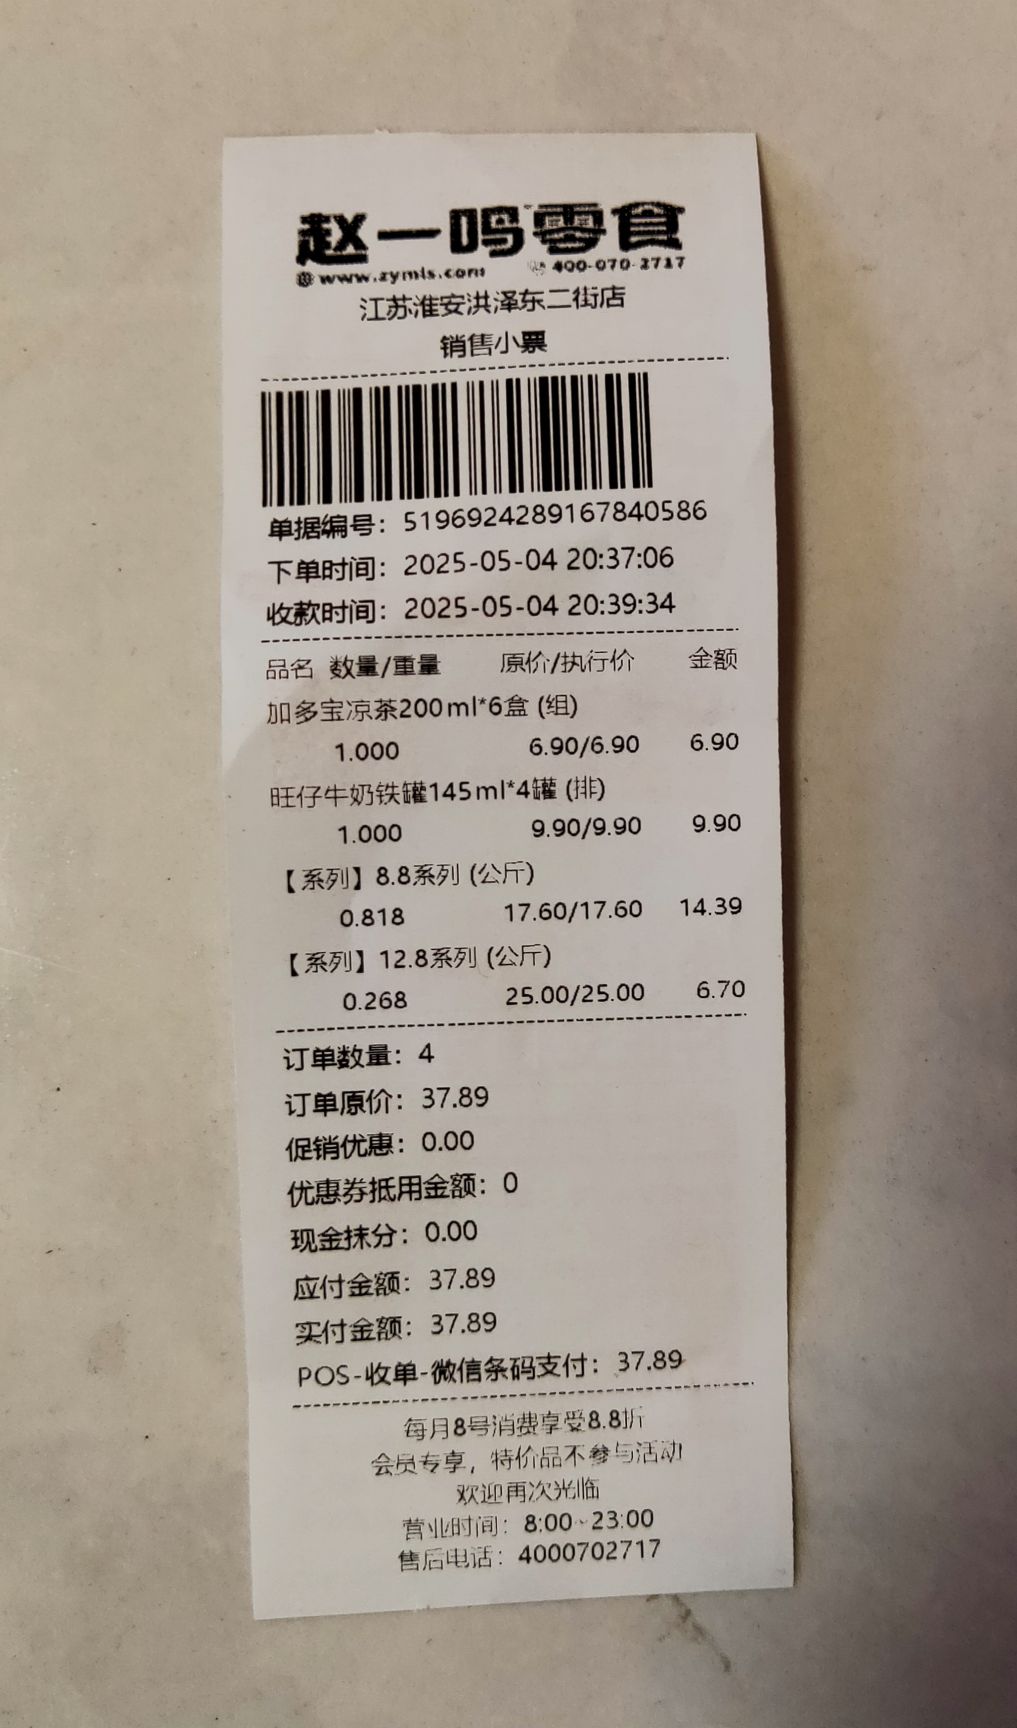 赵一鸣零食
www.zymls.com 400-070-2717
江苏淮安洪泽东二街店
销售小票
单据编号：5196924289167840586
下单时间：2025-05-04 20:37:06
收款时间：2025-05-04 20:39:34
品名 数量/重量 原价/执行价 金额
加多宝凉茶200ml*6盒 (组)
1.000 6.90/6.90 6.90
旺仔牛奶铁罐145ml*4罐 (排)
1.000 9.90/9.90 9.90
【系列】8.8系列 (公斤)
0.818 17.60/17.60 14.39
【系列】12.8系列 (公斤)
0.268 25.00/25.00 6.70
订单数量：4
订单原价：37.89
促销优惠：0.00
优惠券抵用金额：0
现金抹分：0.00
应付金额：37.89
实付金额：37.89
POS-收单-微信条码支付：37.89
每月8号消费享受8.8折
会员专享，特价品不参与活动
欢迎再次光临
营业时间：8:00~23:00
售后电话：4000702717